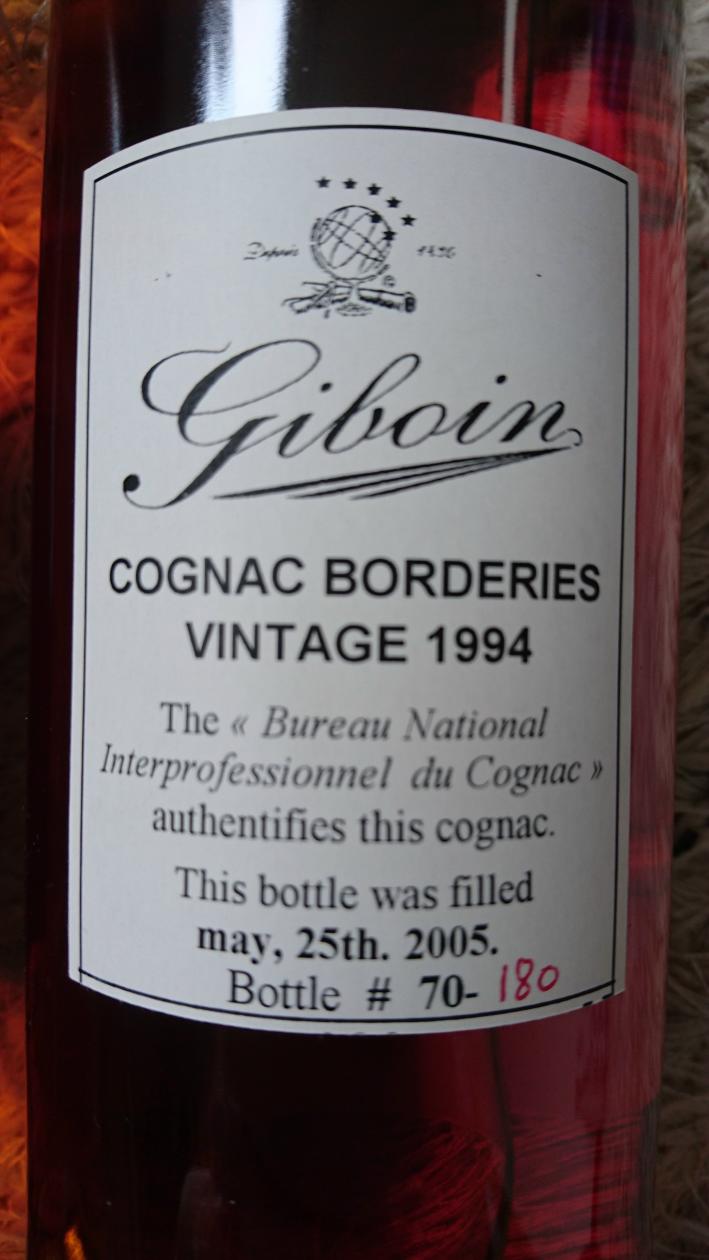 Depuis
Giboin
COGNAC BORDERIES
VINTAGE 1994
The « Bureau National
Interprofessionnel du Cognac »
authentifies this cognac.
This bottle was filled
may, 25th. 2005.
Bottle # 70- 180